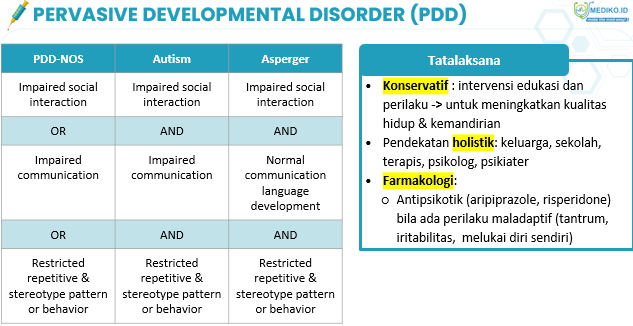 PERVASIVE DEVELOPMENTAL DISORDER (PDD)
MEDIKO.ID
PDD-NOS Autism Asperger
Impaired social interaction Impaired social interaction Impaired social interaction
OR AND AND
Impaired communication Impaired communication Normal communication language development
OR AND AND
Restricted repetitive & stereotype pattern or behavior Restricted repetitive & stereotype pattern or behavior Restricted repetitive & stereotype pattern or behavior
Tatalaksana
• Konservatif : intervensi edukasi dan
perilaku -> untuk meningkatkan kualitas
hidup & kemandirian
• Pendekatan holistik: keluarga, sekolah,
terapis, psikolog, psikiater
• Farmakologi:
o Antipsikotik (aripiprazole, risperidone)
bila ada perilaku maladaptif (tantrum,
iritabilitas, melukai diri sendiri)